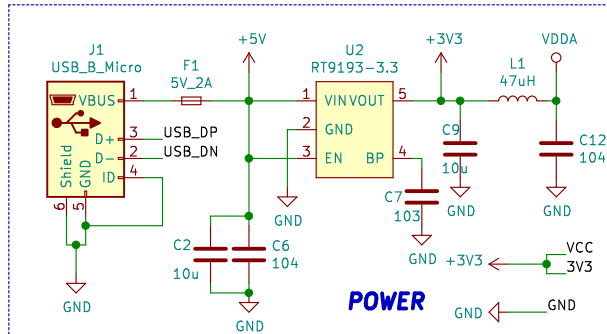 J1
USB_B_Micro
VBUS
1
D+
3
USB_DP
D-
2
USB_DN
ID
4
Shield
GND
6
5
GND
F1
5V_2A
+5V
C2
10u
C6
104
GND
U2
RT9193-3.3
1
VIN
VOUT
5
2
GND
3
EN
BP
4
GND
C7
103
GND
+3V3
C9
10u
GND
L1
47uH
VDDA
C12
104
GND
+3V3
VCC
3V3
GND
GND
POWER